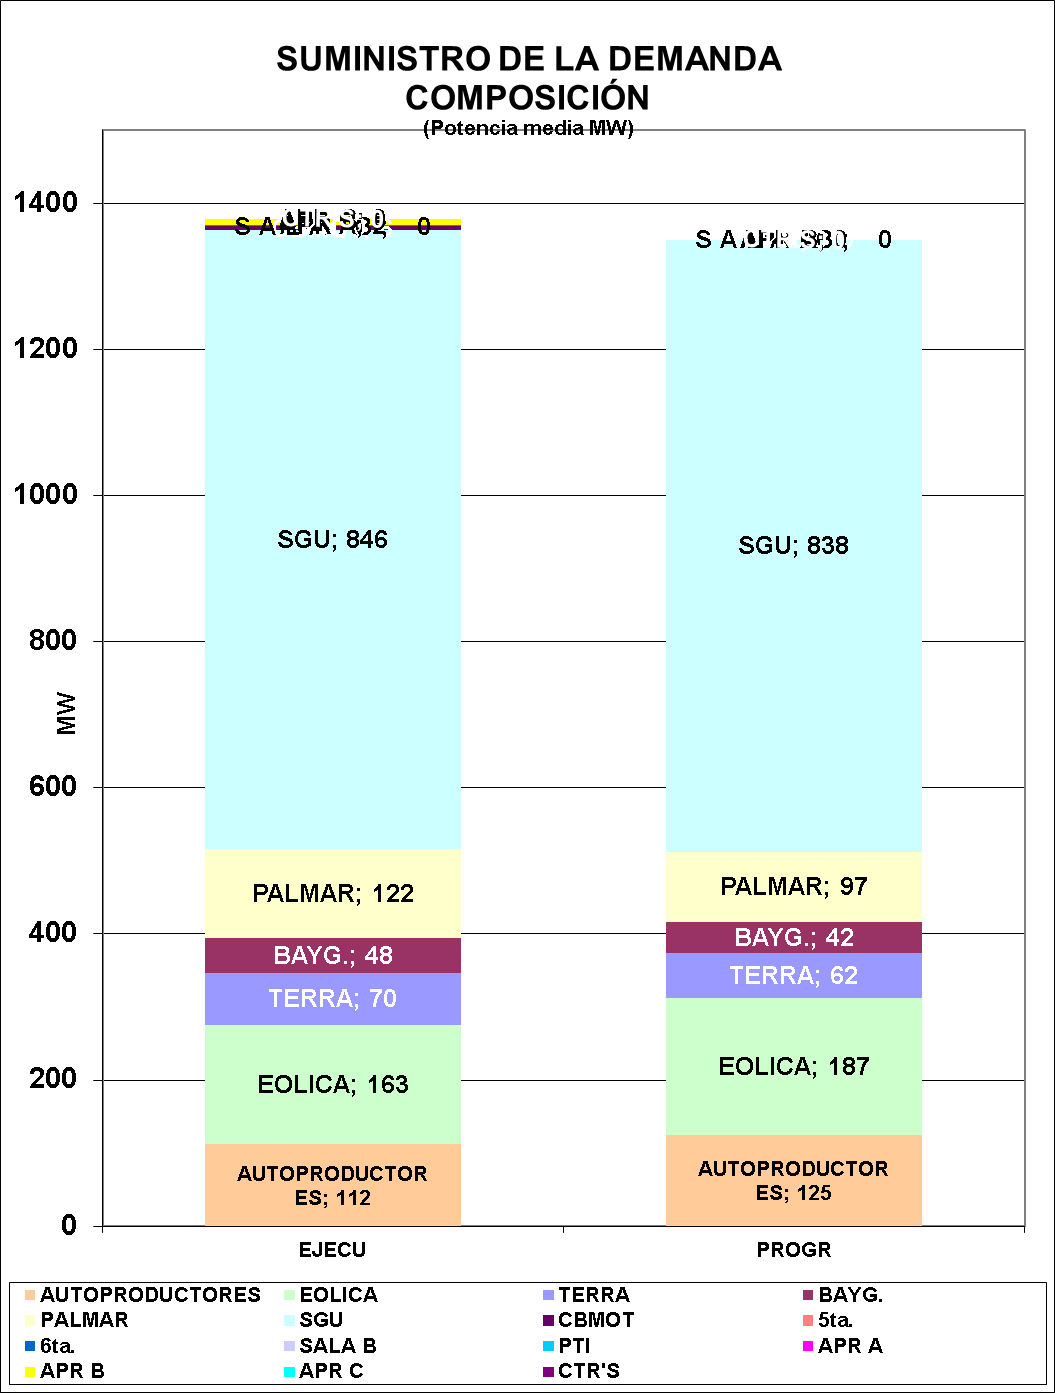 SUMINISTRO DE LA DEMANDA
COMPOSICIÓN
(Potencia media MW)
1400
1200
1000
800
600
400
200
0
MW
0
SGU; 846
PALMAR; 122
BAYG.; 48
TERRA; 70
EOLICA; 163
AUTOPRODUCTOR
ES; 112
0
SGU; 838
PALMAR; 97
BAYG.; 42
TERRA; 62
EOLICA; 187
AUTOPRODUCTOR
ES; 125
EJECU PROGR
AUTOPRODUCTORES EOLICA TERRA BAYG.
PALMAR SGU CBMOT 5ta.
6ta. SALA B PTI APR A
APR B APR C CTR'S